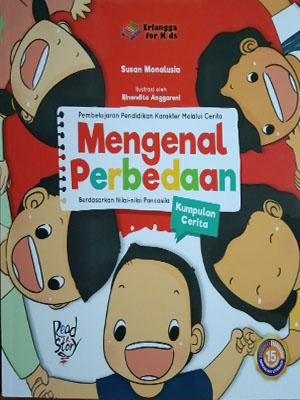 Erlangga
for Kids
Susan Monalusia
Ilustrasi oleh
Rinendita Anggareni
Pembelajaran Pendidikan Karakter Melalui Cerita
Mengenal
Perbedaan
Berdasarkan Nilai-nilai Pancasila
Kumpulan
Cerita
Read
Story
15